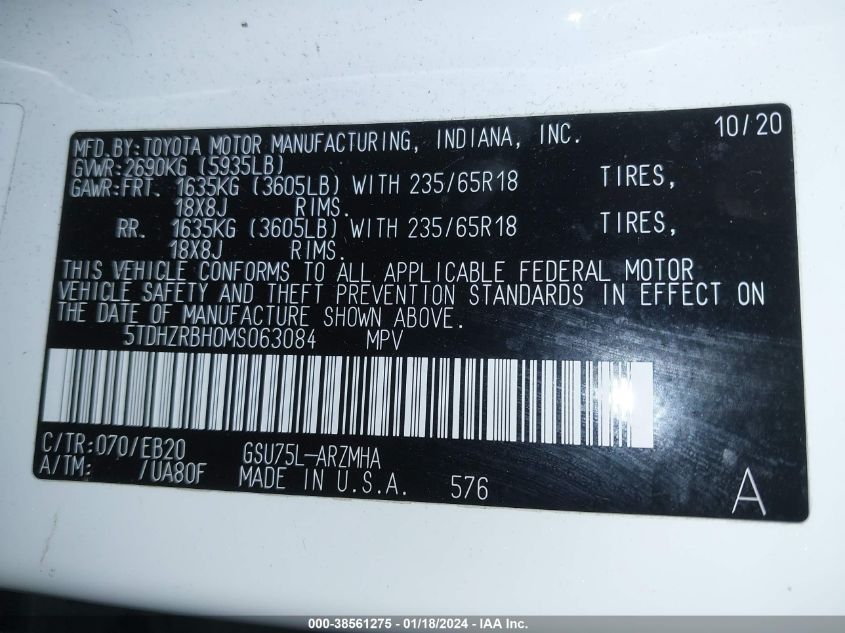 MFD. BY: TOYOTA MOTOR MANUFACTURING, INDIANA, INC. 10/20
GVWR: 2690KG (5935LB)
GAWR: FRT. 1635KG (3605LB) WITH 235/65R18 TIRES,
18X8J RIMS.
RR. 1635KG (3605LB) WITH 235/65R18 TIRES,
18X8J RIMS.
THIS VEHICLE CONFORMS TO ALL APPLICABLE FEDERAL MOTOR
VEHICLE SAFETY AND THEFT PREVENTION STANDARDS IN EFFECT ON
THE DATE OF MANUFACTURE SHOWN ABOVE.
5TDHZRBH0MS063084 MPV
C/TR: 070/EB20 GSU75L-ARZMHA
A/TM: /UA80F MADE IN U.S.A. 576 A
000-38561275 - 01/18/2024 - IAA Inc.